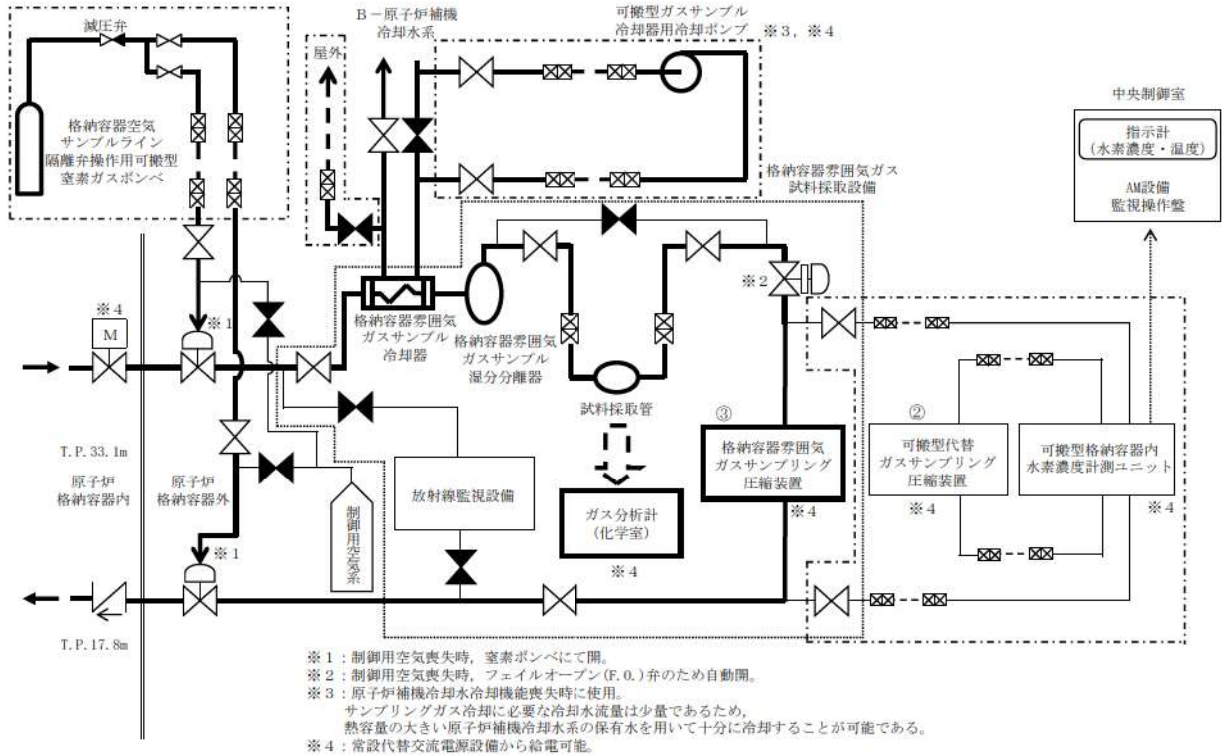 減圧弁
格納容器空気
サンプルライン
隔離弁操作用可搬型
窒素ガスボンベ
B－原子炉補機
冷却水系
屋外
可搬型ガスサンプル
冷却器用冷却ポンプ
※３，※４
中央制御室
指示計
(水素濃度・温度)
AM設備
監視操作盤
格納容器雰囲気ガス
試料採取設備
※２
※４
M
※１
格納容器雰囲気
ガスサンプル
冷却器
格納容器雰囲気
ガスサンプル
湿分分離器
試料採取管
③
格納容器雰囲気
ガスサンプリング
圧縮装置
※４
②
可搬型代替
ガスサンプリング
圧縮装置
※４
可搬型格納容器内
水素濃度計測ユニット
※４
T.P.33.1m
原子炉
格納容器内
原子炉
格納容器外
放射線監視設備
ガス分析計
(化学室)
※４
制御用空気系
※１
T.P.17.8m
※１：制御用空気喪失時，窒素ボンベにて開。
※２：制御用空気喪失時，フェイルオープン(F.O.)弁のため自動開。
※３：原子炉補機冷却水冷却機能喪失時に使用。
サンプリングガス冷却に必要な冷却水流量は少量であるため，
熱容量の大きい原子炉補機冷却水系の保有水を用いて十分に冷却することが可能である。
※４：常設代替交流電源設備から給電可能。